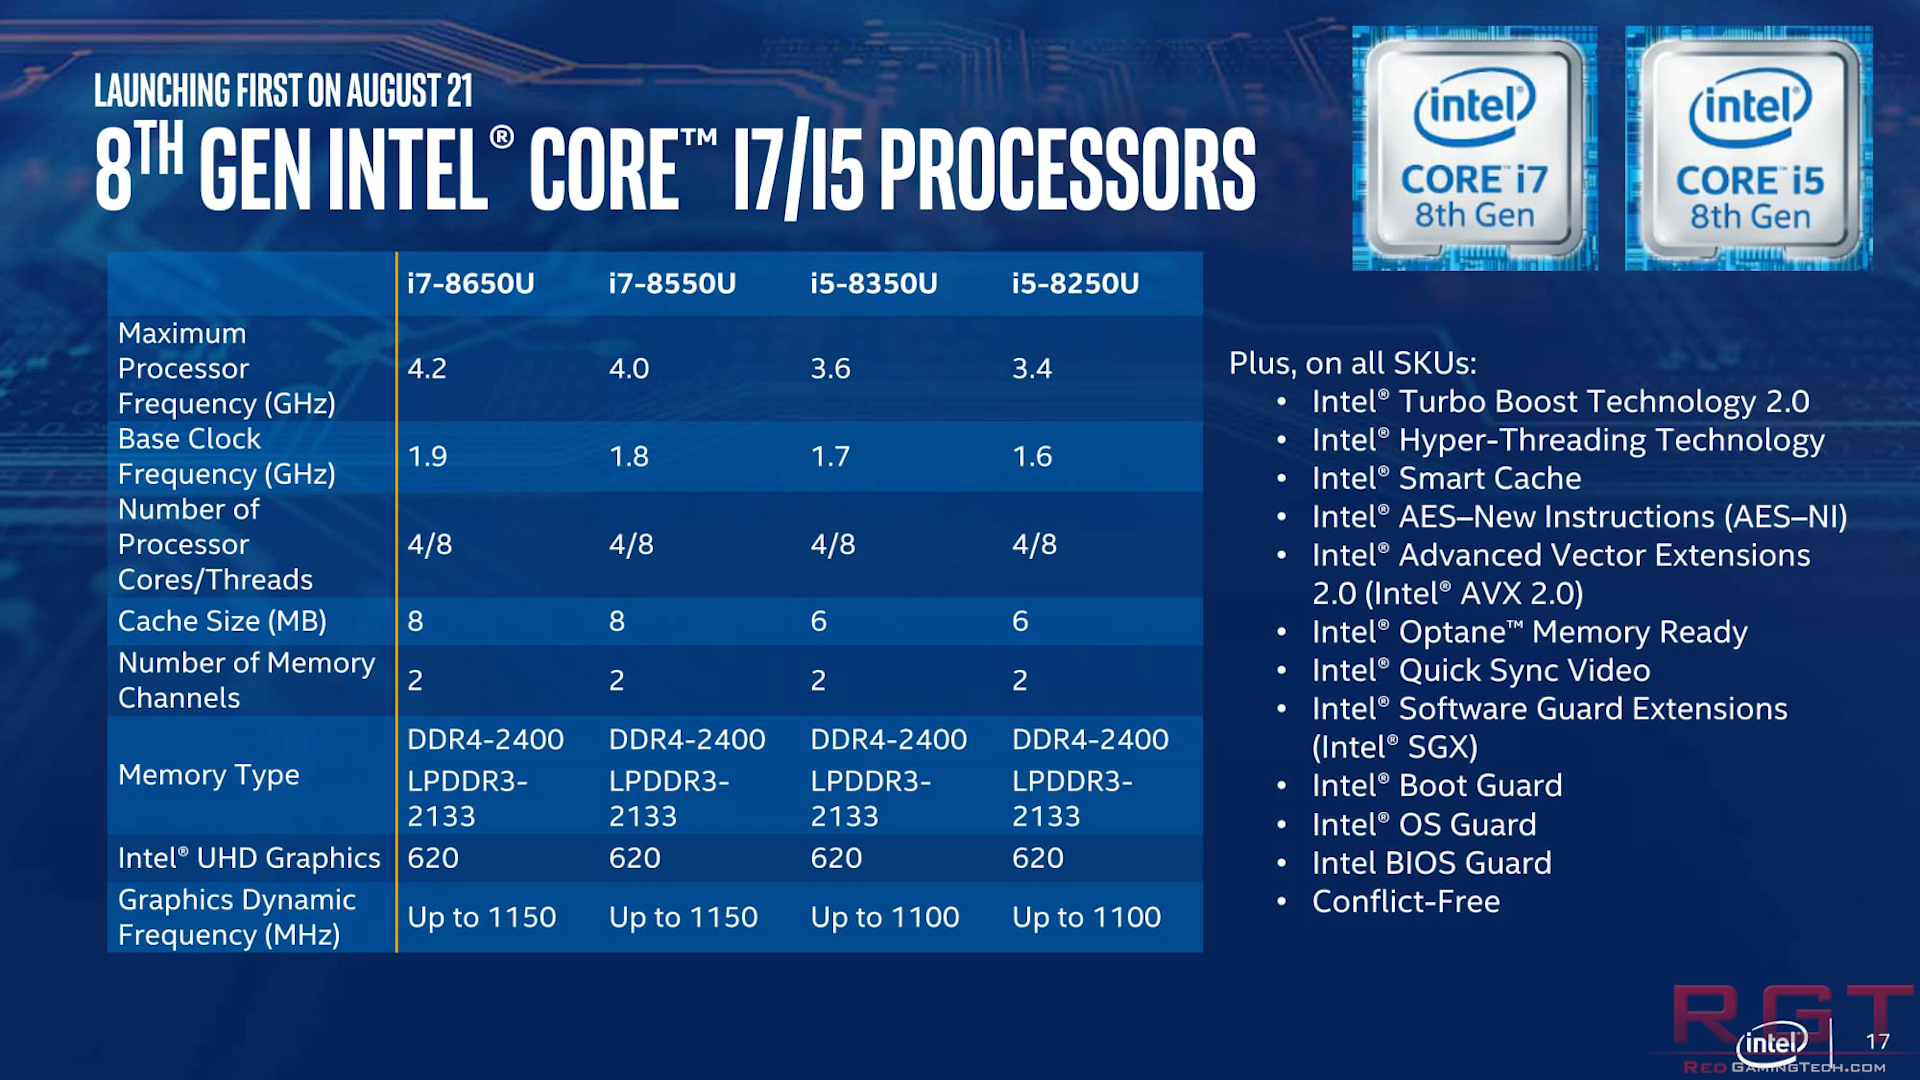 LAUNCHING FIRST ON AUGUST 21
8TH GEN INTEL® CORE™ I7/I5 PROCESSORS
intel®
CORE™ i7
8th Gen
intel®
CORE™ i5
8th Gen
i7-8650U i7-8550U i5-8350U i5-8250U
Maximum
Processor 4.2 4.0 3.6 3.4
Frequency (GHz)
Base Clock
Frequency (GHz) 1.9 1.8 1.7 1.6
Number of
Processor 4/8 4/8 4/8 4/8
Cores/Threads
Cache Size (MB) 8 8 6 6
Number of Memory
Channels 2 2 2 2
Memory Type
DDR4-2400 DDR4-2400 DDR4-2400 DDR4-2400
LPDDR3- LPDDR3- LPDDR3- LPDDR3-
2133 2133 2133 2133
Intel® UHD Graphics 620 620 620 620
Graphics Dynamic
Frequency (MHz) Up to 1150 Up to 1150 Up to 1100 Up to 1100
Plus, on all SKUs:
• Intel® Turbo Boost Technology 2.0
• Intel® Hyper-Threading Technology
• Intel® Smart Cache
• Intel® AES–New Instructions (AES–NI)
• Intel® Advanced Vector Extensions
2.0 (Intel® AVX 2.0)
• Intel® Optane™ Memory Ready
• Intel® Quick Sync Video
• Intel® Software Guard Extensions
(Intel® SGX)
• Intel® Boot Guard
• Intel® OS Guard
• Intel BIOS Guard
• Conflict-Free
RGT
intel 17
RED GAMINGTECH.COM